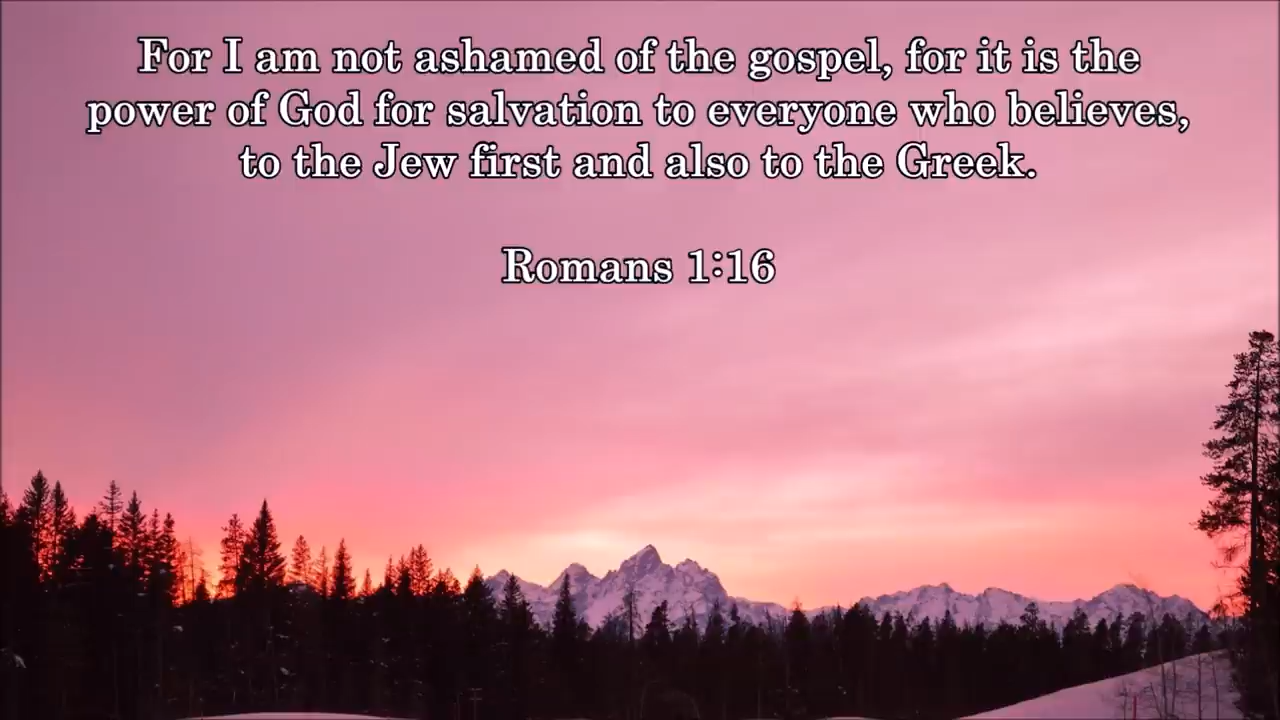 For I am not ashamed of the gospel, for it is the
power of God for salvation to everyone who believes,
to the Jew first and also to the Greek.
Romans 1:16